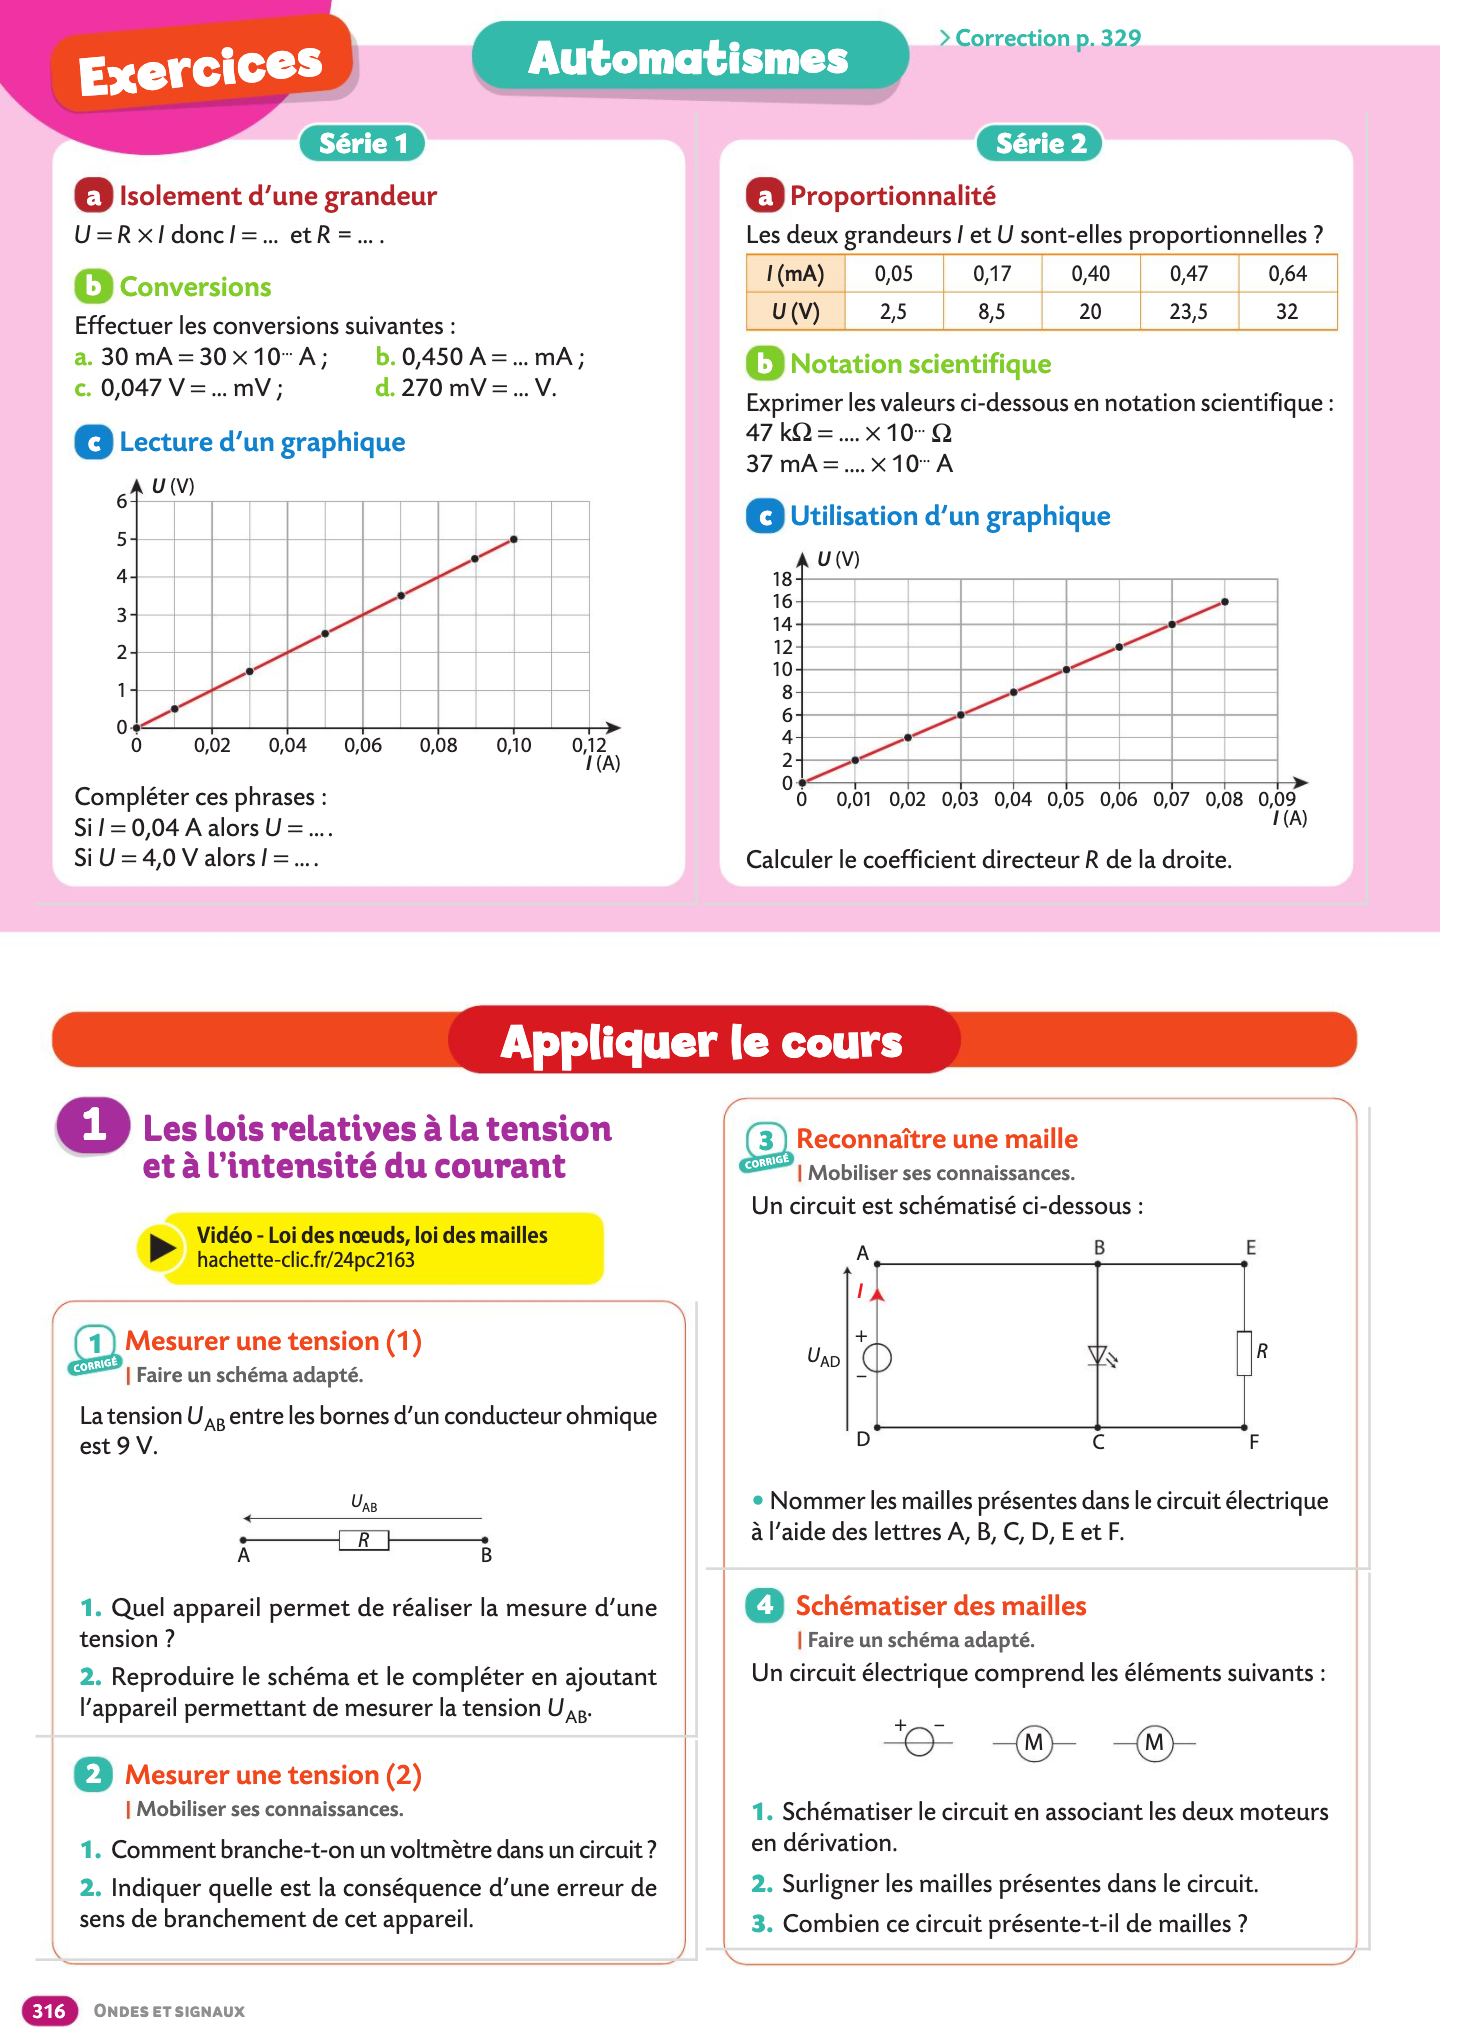 Exercices
Automatismes
> Correction p. 329
Série 1
a Isolement d’une grandeur
U = R × I donc I = ... et R = ... .
b Conversions
Effectuer les conversions suivantes :
a. 30 mA = 30 × 10··· A ; b. 0,450 A = ... mA ;
c. 0,047 V = ... mV ; d. 270 mV = ... V.
c Lecture d’un graphique
U (V)
6
5
4
3
2
1
0
0 0,02 0,04 0,06 0,08 0,10 0,12
I (A)
Compléter ces phrases :
Si I = 0,04 A alors U = ... .
Si U = 4,0 V alors I = ... .
Série 2
a Proportionnalité
Les deux grandeurs I et U sont-elles proportionnelles ?
I (mA) 0,05 0,17 0,40 0,47 0,64
U (V) 2,5 8,5 20 23,5 32
b Notation scientifique
Exprimer les valeurs ci-dessous en notation scientifique :
47 kΩ = .... × 10··· Ω
37 mA = .... × 10··· A
c Utilisation d’un graphique
U (V)
18
16
14
12
10
8
6
4
2
0
0 0,01 0,02 0,03 0,04 0,05 0,06 0,07 0,08 0,09
I (A)
Calculer le coefficient directeur R de la droite.
Appliquer le cours
1 Les lois relatives à la tension
et à l’intensité du courant
Vidéo - Loi des nœuds, loi des mailles
hachette-clic.fr/24pc2163
1 Mesurer une tension (1)
CORRIGÉ
| Faire un schéma adapté.
La tension UAB entre les bornes d’un conducteur ohmique
est 9 V.
UAB
R
A B
1. Quel appareil permet de réaliser la mesure d’une
tension ?
2. Reproduire le schéma et le compléter en ajoutant
l’appareil permettant de mesurer la tension UAB.
2 Mesurer une tension (2)
| Mobiliser ses connaissances.
1. Comment branche-t-on un voltmètre dans un circuit ?
2. Indiquer quelle est la conséquence d’une erreur de
sens de branchement de cet appareil.
3 Reconnaître une maille
CORRIGÉ
| Mobiliser ses connaissances.
Un circuit est schématisé ci-dessous :
A B E
I
+
UAD R
−
D C F
• Nommer les mailles présentes dans le circuit électrique
à l’aide des lettres A, B, C, D, E et F.
4 Schématiser des mailles
| Faire un schéma adapté.
Un circuit électrique comprend les éléments suivants :
+ −
M M
1. Schématiser le circuit en associant les deux moteurs
en dérivation.
2. Surligner les mailles présentes dans le circuit.
3. Combien ce circuit présente-t-il de mailles ?
316 ONDES ET SIGNAUX